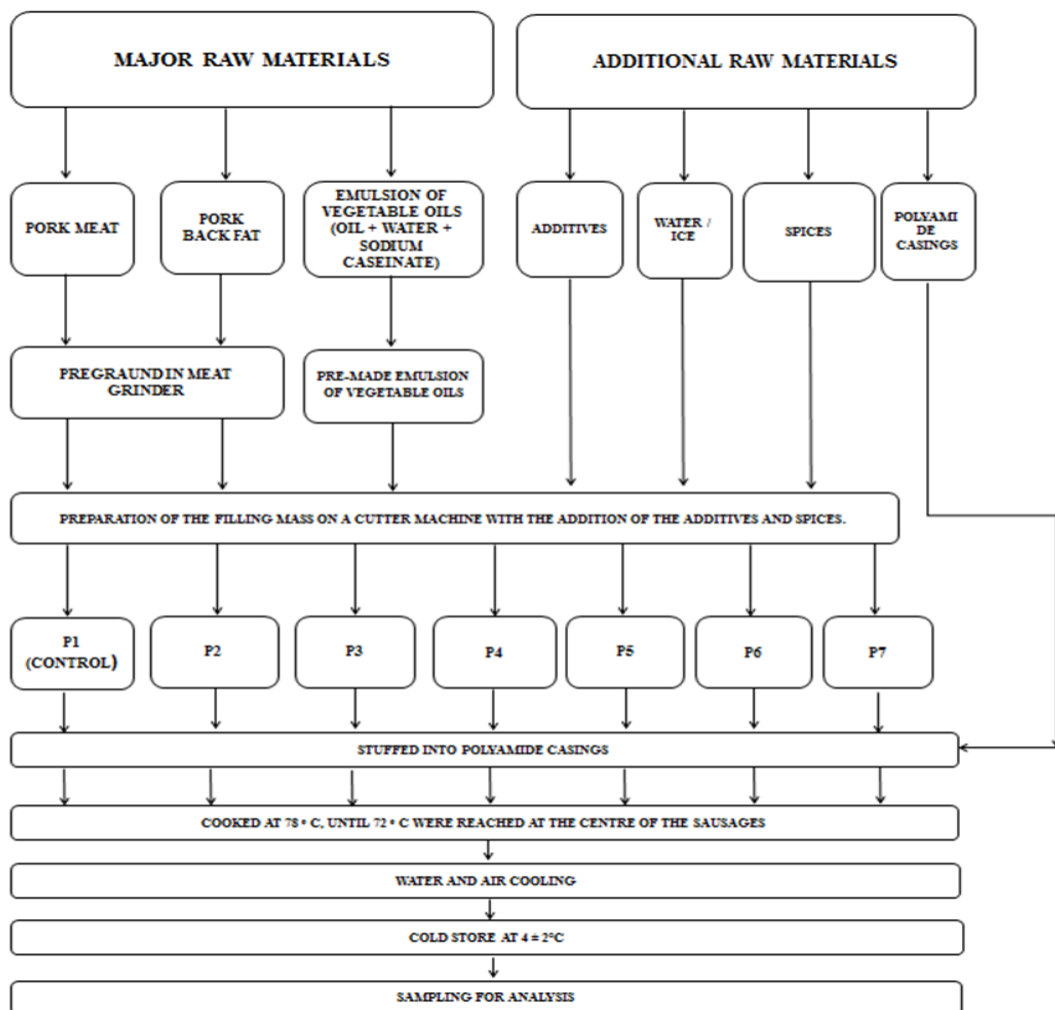 MAJOR RAW MATERIALS
ADDITIONAL RAW MATERIALS
PORK MEAT
PORK
BACK FAT
EMULSION OF
VEGETABLE OILS
(OIL + WATER +
SODIUM
CASEINATE)
ADDITIVES
WATER /
ICE
SPICES
POLYAMI
DE
CASINGS
PREGRAUND IN MEAT
GRINDER
PRE-MADE EMULSION
OF VEGETABLE OILS
PREPARATION OF THE FILLING MASS ON A CUTTER MACHINE WITH THE ADDITION OF THE ADDITIVES AND SPICES.
P1
(CONTROL)
P2
P3
P4
P5
P6
P7
STUFFED INTO POLYAMIDE CASINGS
COOKED AT 78 ° C, UNTIL 72 ° C WERE REACHED AT THE CENTRE OF THE SAUSAGES
WATER AND AIR COOLING
COLD STORE AT 4 ± 2°C
SAMPLING FOR ANALYSIS